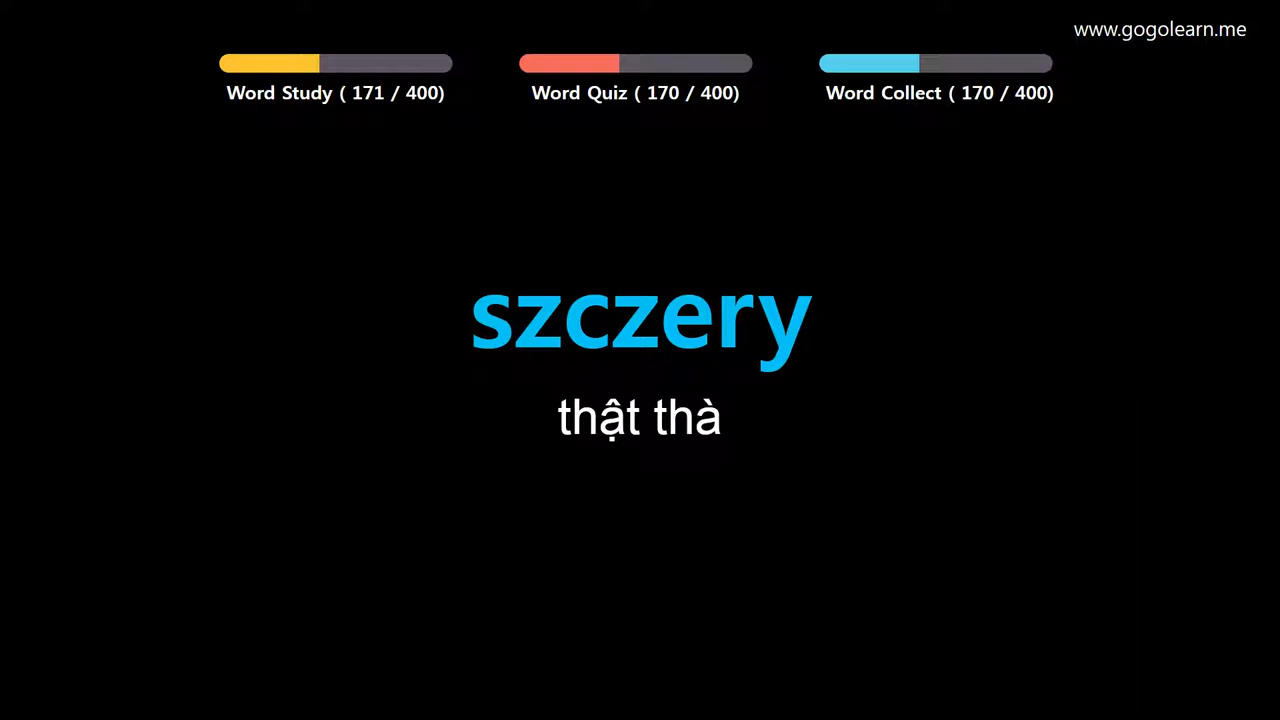 www.gogolearn.me
Word Study ( 171 / 400)
Word Quiz ( 170 / 400)
Word Collect ( 170 / 400)
szczery
thật thà